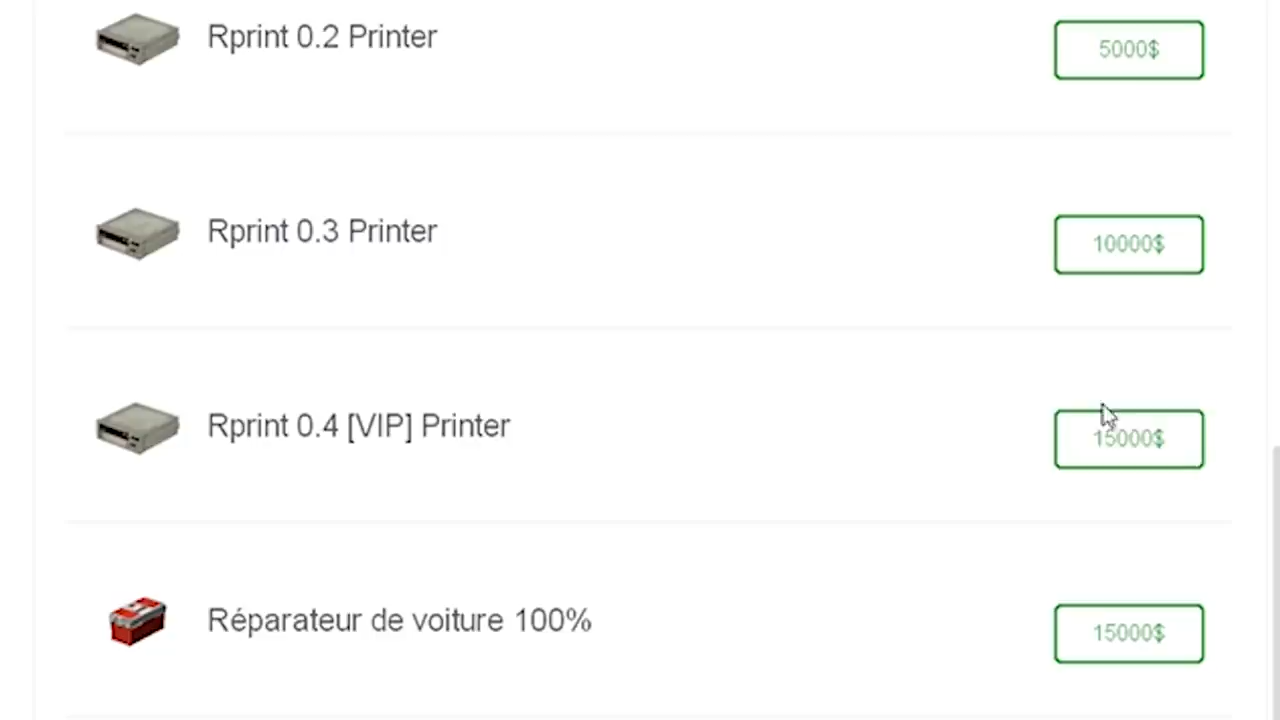 Rprint 0.2 Printer
5000$
Rprint 0.3 Printer
10000$
Rprint 0.4 [VIP] Printer
15000$
Réparateur de voiture 100%
15000$